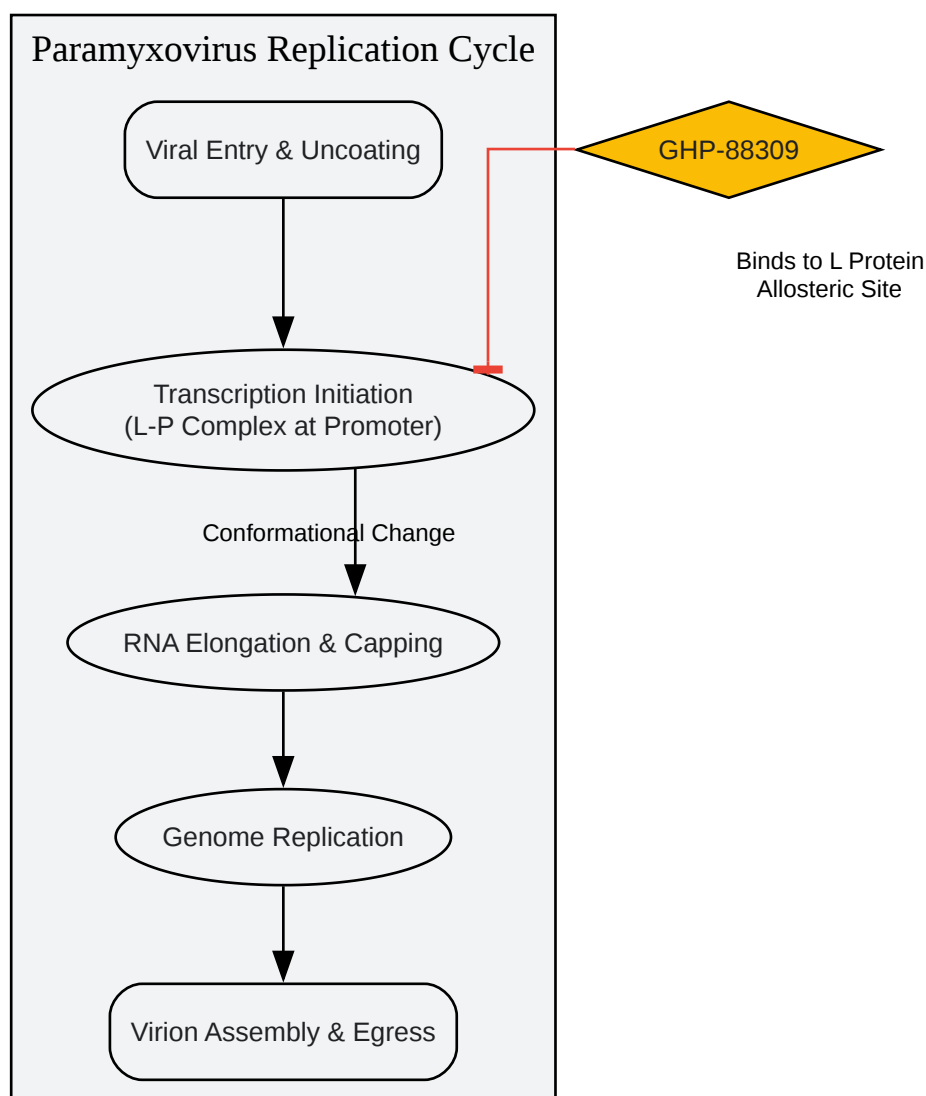 Paramyxovirus Replication Cycle
Viral Entry & Uncoating
GHP-88309
Binds to L Protein
Allosteric Site
Transcription Initiation
(L-P Complex at Promoter)
Conformational Change
RNA Elongation & Capping
Genome Replication
Virion Assembly & Egress